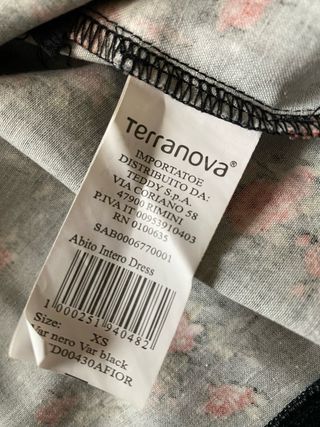 Terranova®
IMPORTATOE
DISTRIBUITO DA:
TEDDY S.P.A.
VIA CORIANO 58
47900 RIMINI
P.IVA IT 00953910403
RN 0100635
SAB0006770001
Abito Intero Dress
1000251940482
Size: XS
Var nero Var black
D00430AFIOR